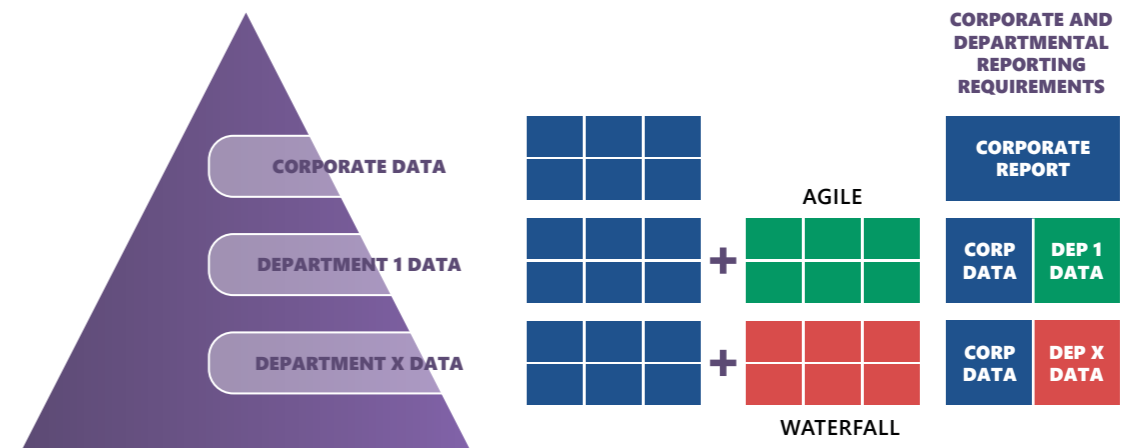 CORPORATE AND
DEPARTMENTAL
REPORTING
REQUIREMENTS
CORPORATE DATA
CORPORATE
REPORT
AGILE
DEPARTMENT 1 DATA
+
CORP
DATA
DEP 1
DATA
DEPARTMENT X DATA
+
CORP
DATA
DEP X
DATA
WATERFALL